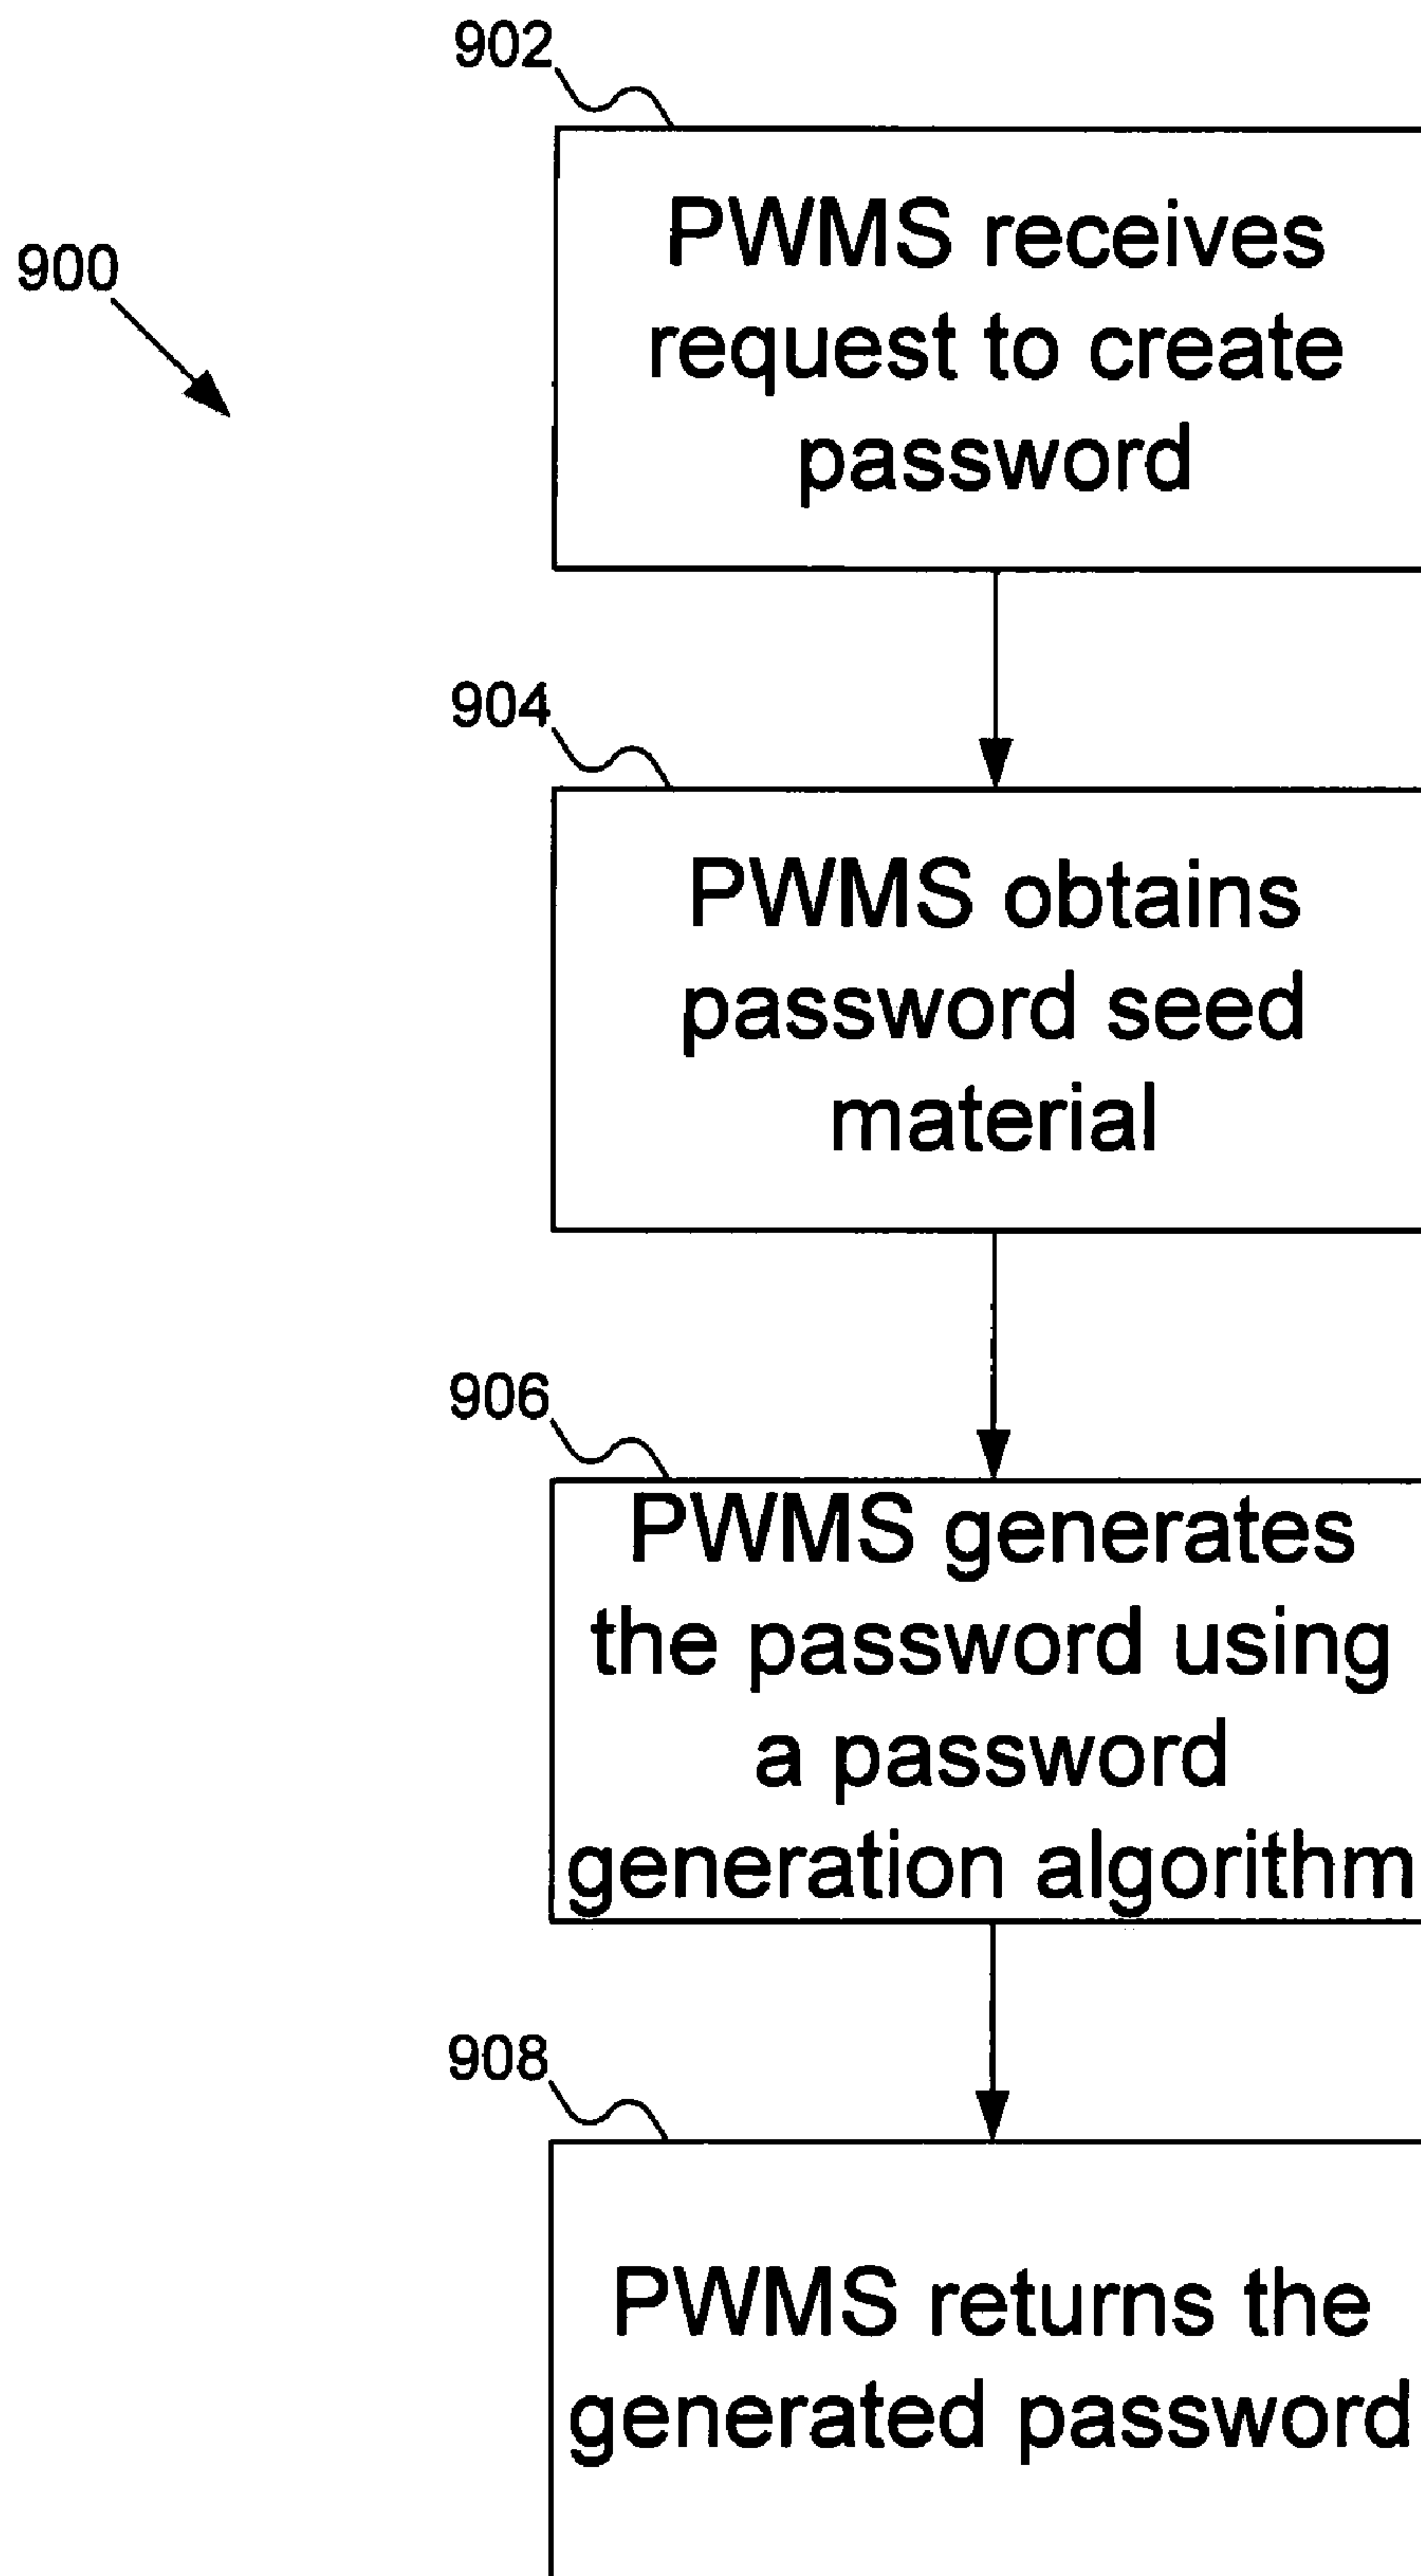 902
900
PWMS receives
request to create
password
904
PWMS obtains
password seed
material
906
PWMS generates
the password using
a password
generation algorithm
908
PWMS returns the
generated password